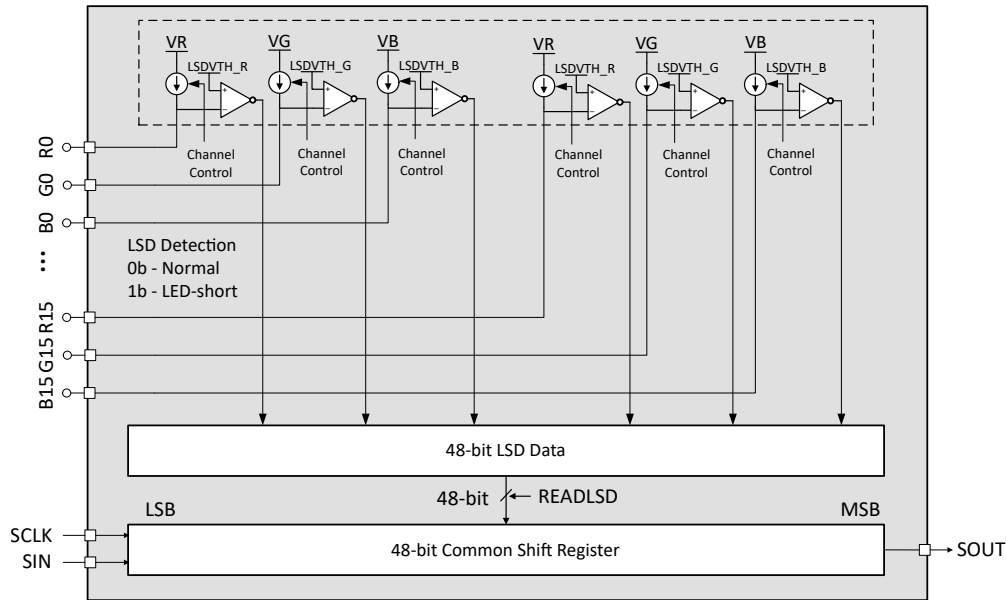 VR VG VB VR VG VB
LSDVTH_R LSDVTH_G LSDVTH_B LSDVTH_R LSDVTH_G LSDVTH_B
+ + + + + +
− − − − − −
Channel Control
Channel Control
Channel Control
Channel Control
Channel Control
Channel Control
R0
G0
B0
LSD Detection
0b - Normal
1b - LED-short
...
R15
G15
B15
48-bit LSD Data
48-bit READLSD
LSB MSB
SCLK
48-bit Common Shift Register
SIN
SOUT